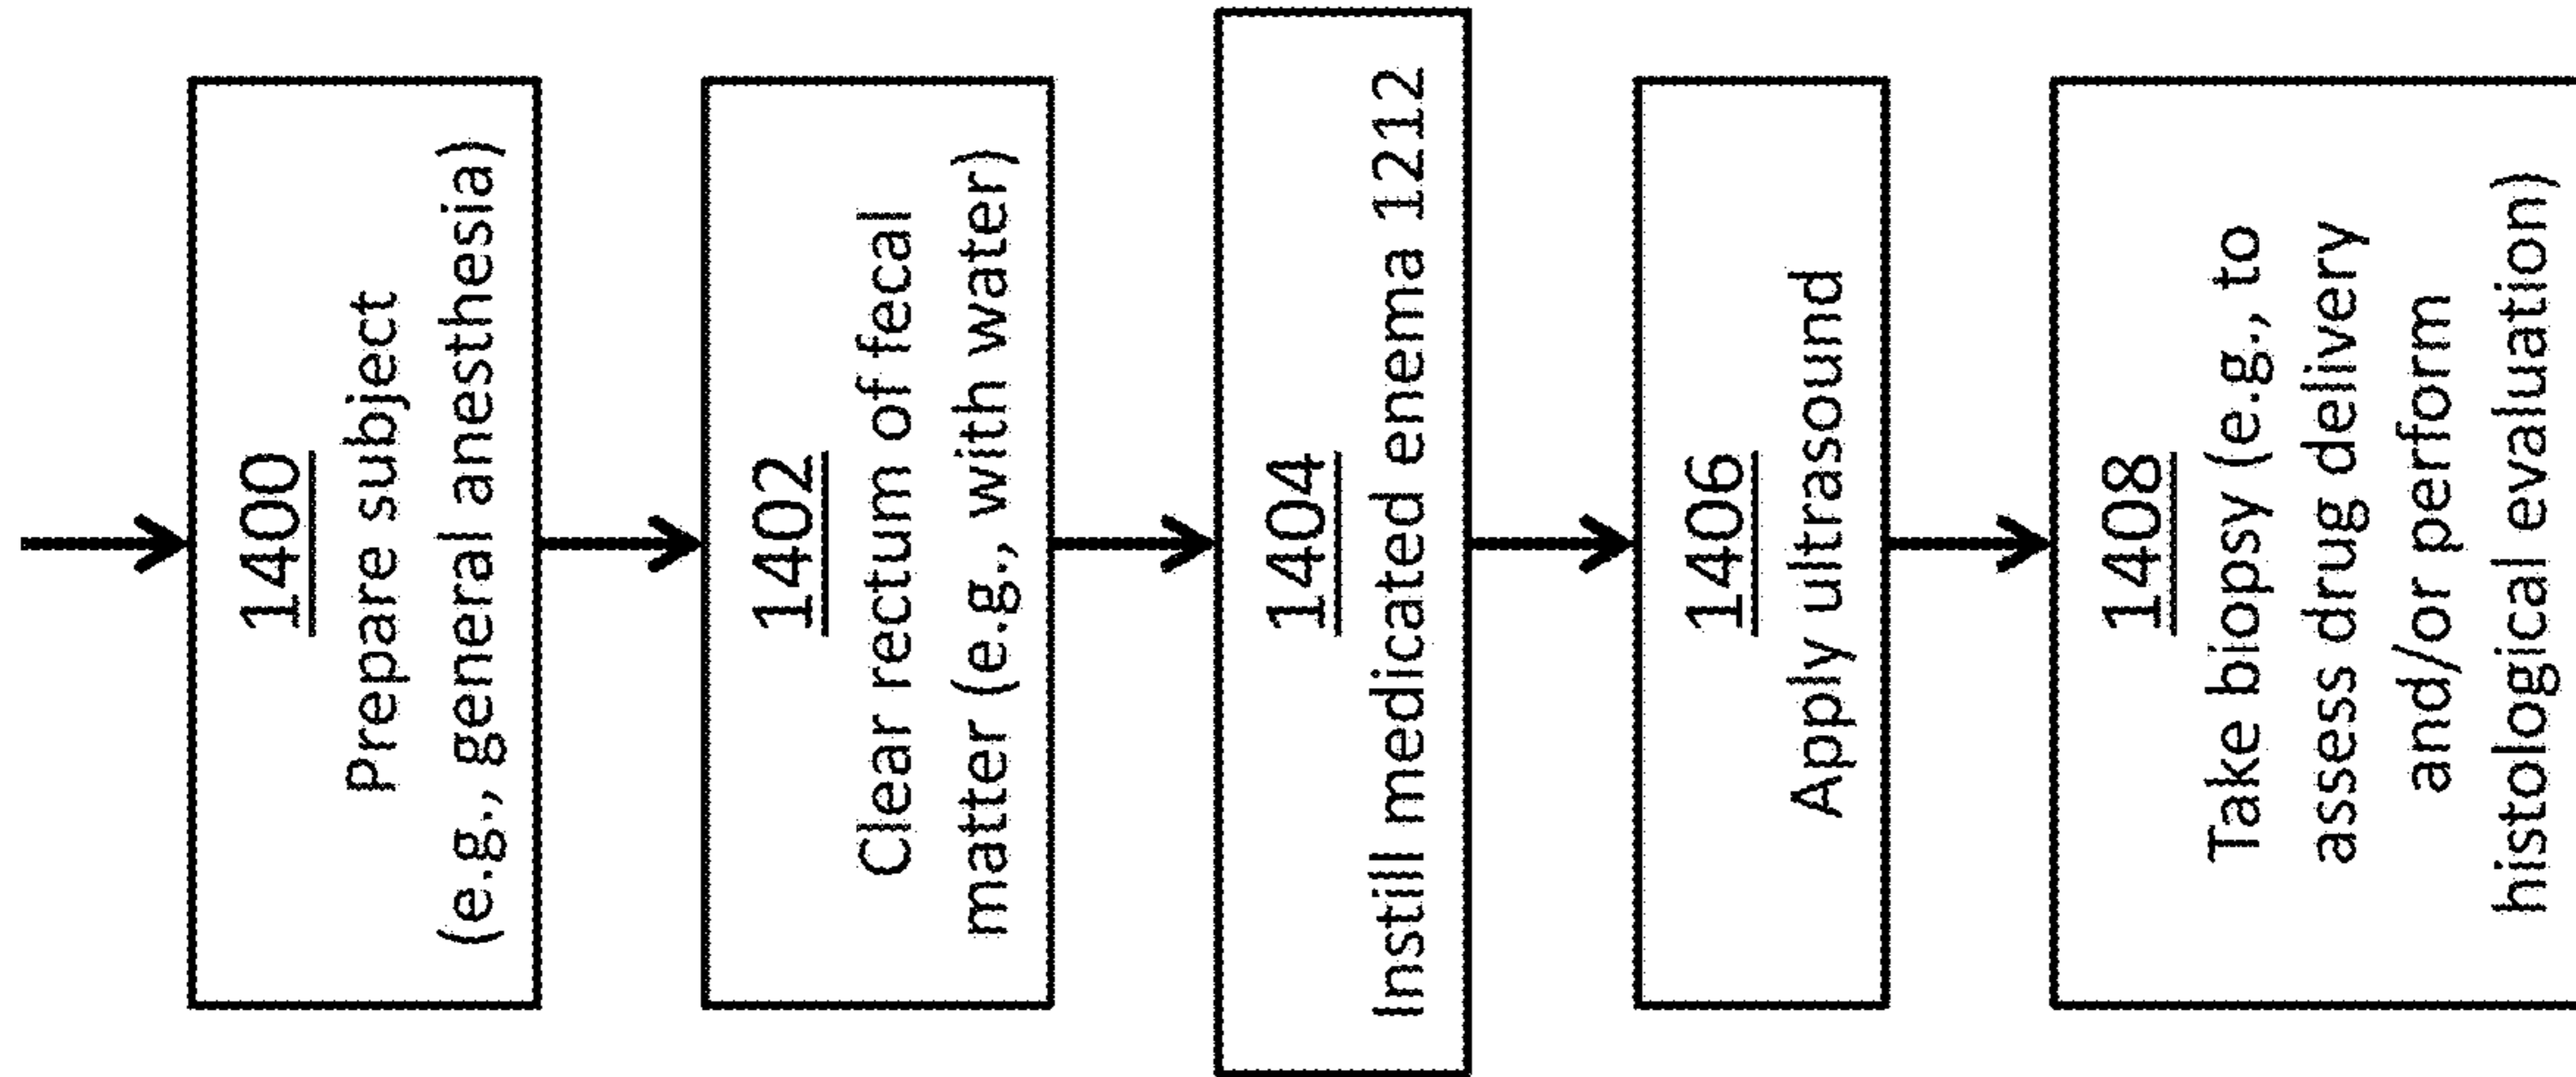 1400
Prepare subject
(e.g., general anesthesia)
1402
Clear rectum of fecal
matter (e.g., with water)
1404
Instill medicated enema 1212
1406
Apply ultrasound
1408
Take biopsy (e.g., to
assess drug delivery
and/or perform
histological evaluation)